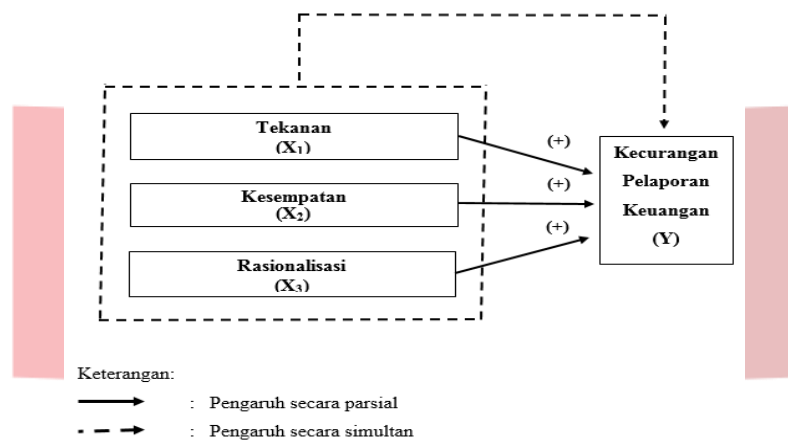 Tekanan
(X₁)
(+)
Kesempatan
(X₂)
(+)
Rasionalisasi
(X₃)
(+)
Kecurangan
Pelaporan
Keuangan
(Y)
Keterangan:
: Pengaruh secara parsial
: Pengaruh secara simultan